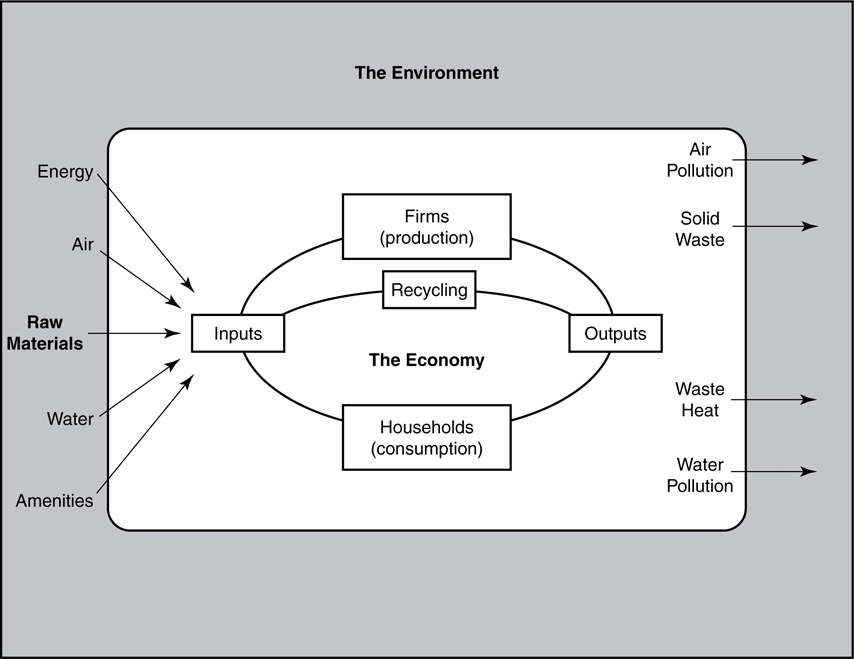 The Environment
Energy
Air
Raw
Materials
Water
Amenities
Firms
(production)
Recycling
Inputs
Outputs
The Economy
Households
(consumption)
Air
Pollution
Solid
Waste
Waste
Heat
Water
Pollution